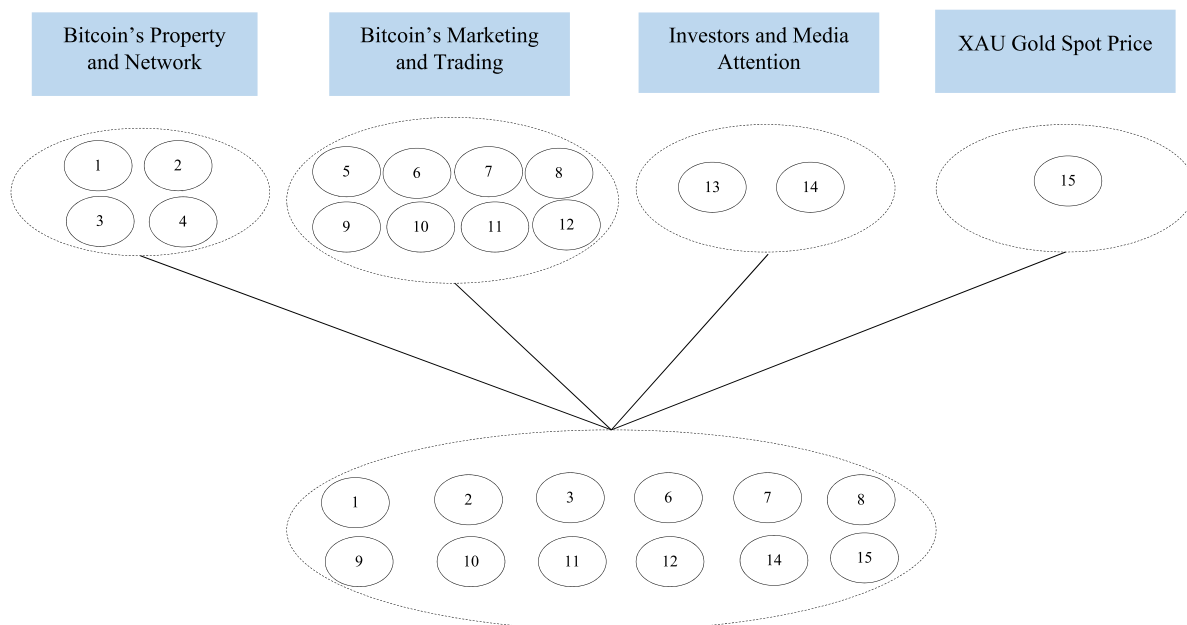 Bitcoin's Property
and Network
Bitcoin's Marketing
and Trading
Investors and Media
Attention
XAU Gold Spot Price
1 2
3 4
5 6 7 8
9 10 11 12
13 14
15
1 2 3 6 7 8
9 10 11 12 14 15